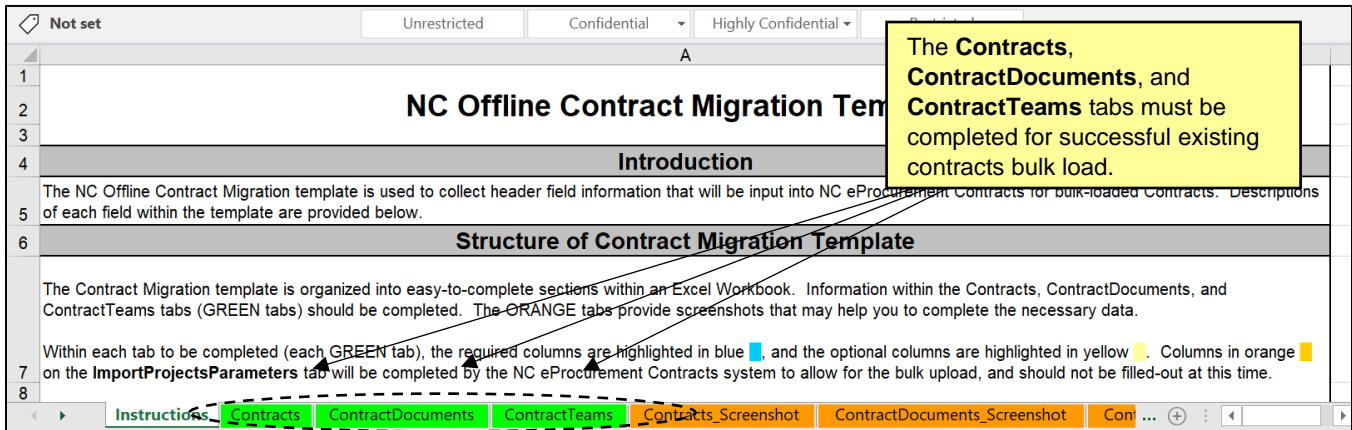 Not set
Unrestricted
Confidential
Highly Confidential
The Contracts,
ContractDocuments, and
ContractTeams tabs must be
completed for successful existing
contracts bulk load.
A
1
2 NC Offline Contract Migration Tem
3
4 Introduction
The NC Offline Contract Migration template is used to collect header field information that will be input into NC eProcurement Contracts for bulk-loaded Contracts. Descriptions
5 of each field within the template are provided below.
6 Structure of Contract Migration Template
The Contract Migration template is organized into easy-to-complete sections within an Excel Workbook. Information within the Contracts, ContractDocuments, and
ContractTeams tabs (GREEN tabs) should be completed. The ORANGE tabs provide screenshots that may help you to complete the necessary data.
Within each tab to be completed (each GREEN tab), the required columns are highlighted in blue , and the optional columns are highlighted in yellow . Columns in orange
7 on the ImportProjectsParameters tab will be completed by the NC eProcurement Contracts system to allow for the bulk upload, and should not be filled-out at this time.
8
Instructions Contracts ContractDocuments ContractTeams Contracts_Screenshot ContractDocuments_Screenshot Cont ...